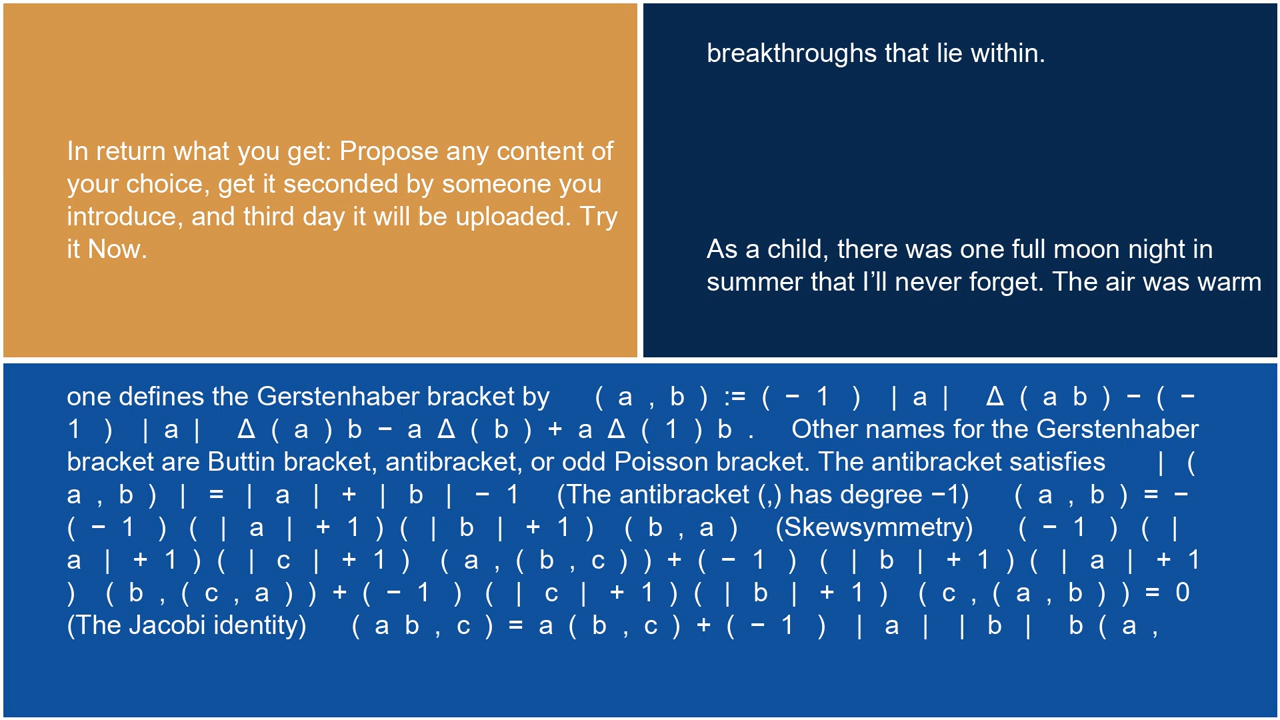 In return what you get: Propose any content of
your choice, get it seconded by someone you
introduce, and third day it will be uploaded. Try
it Now.
breakthroughs that lie within.
As a child, there was one full moon night in
summer that I’ll never forget. The air was warm
one defines the Gerstenhaber bracket by ( a , b ) := ( − 1 ) | a | Δ ( a b ) − ( −
1 ) | a | Δ ( a ) b − a Δ ( b ) + a Δ ( 1 ) b . Other names for the Gerstenhaber
bracket are Buttin bracket, antibracket, or odd Poisson bracket. The antibracket satisfies | (
a , b ) | = | a | + | b | − 1 (The antibracket (,) has degree −1) ( a , b ) = −
( − 1 ) ( | a | + 1 ) ( | b | + 1 ) ( b , a ) (Skewsymmetry) ( − 1 ) ( |
a | + 1 ) ( | c | + 1 ) ( a , ( b , c ) ) + ( − 1 ) ( | b | + 1 ) ( | a | + 1
) ( b , ( c , a ) ) + ( − 1 ) ( | c | + 1 ) ( | b | + 1 ) ( c , ( a , b ) ) = 0
(The Jacobi identity) ( a b , c ) = a ( b , c ) + ( − 1 ) | a | | b | b ( a ,